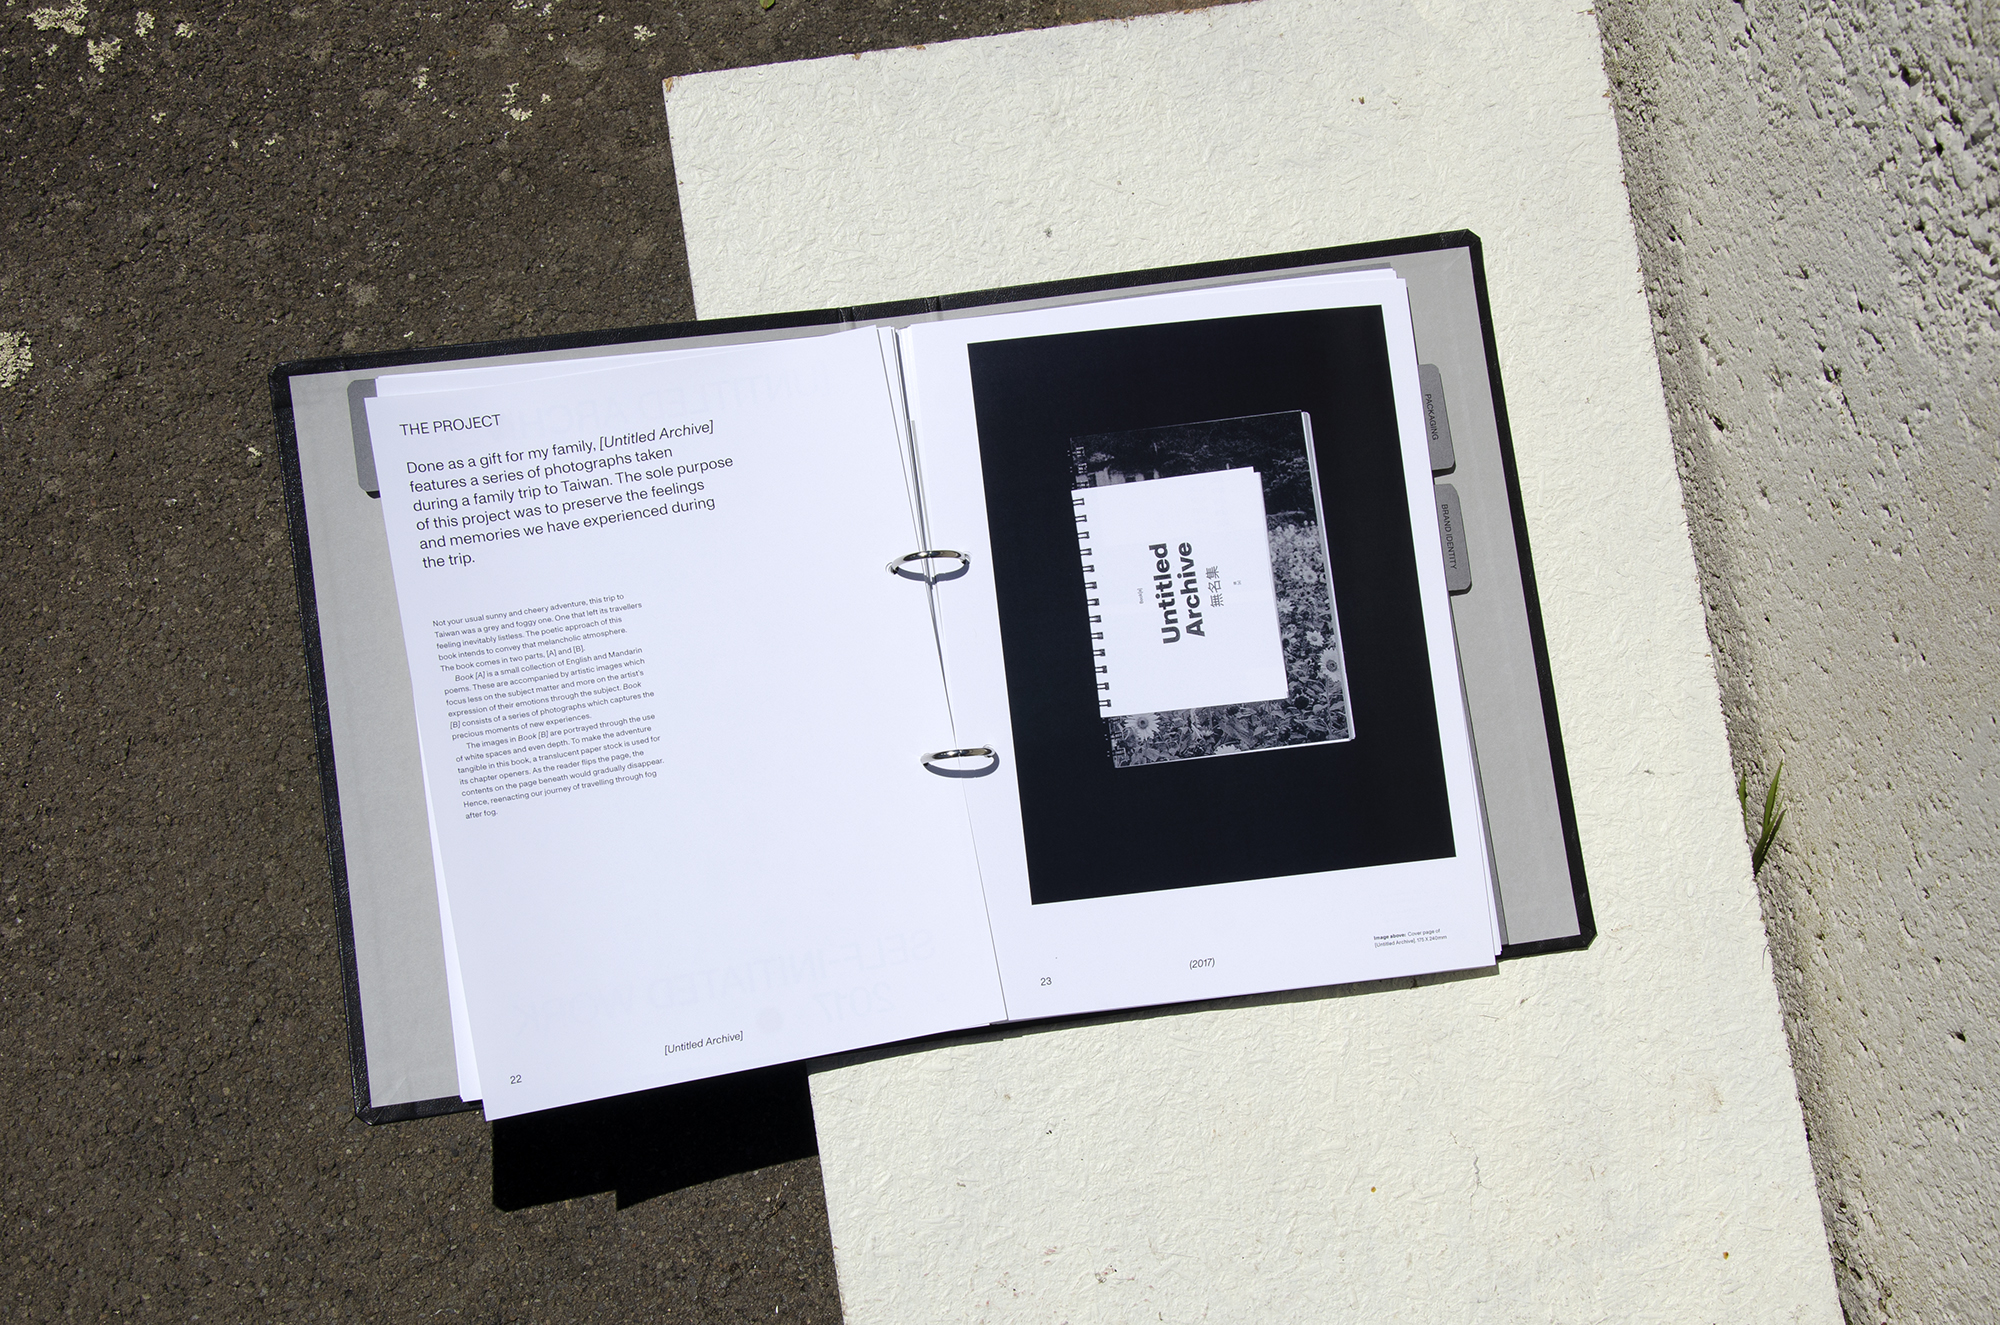 THE PROJECT
Done as a gift for my family, [Untitled Archive]
features a series of photographs taken
during a family trip to Taiwan. The sole purpose
of this project was to preserve the feelings
and memories we have experienced during
the trip.
Not your usual sunny and cheery adventure, this trip to
Taiwan was a grey and foggy one. One that left its travellers
feeling inevitably listless. The poetic approach of this
book intends to convey that melancholic atmosphere.
The book comes in two parts, [A] and [B].
Book [A] is a small collection of English and Mandarin
poems. These are accompanied by artistic images which
focus less on the subject matter and more on the artist's
expression of their emotions through the subject. Book
[B] consists of a series of photographs which captures the
precious moments of new experiences.
The images in Book [B] are portrayed through the use
of white spaces and even depth. To make the adventure
tangible in this book, a translucent paper stock is used for
its chapter openers. As the reader flips the page, the
contents on the page beneath would gradually disappear.
Hence, reenacting our journey of travelling through fog
after fog.
[Untitled Archive]
22
Untitled
Archive
無名集
Image above: Cover page of
[Untitled Archive], 175 X 240mm
(2017)
23
PACKAGING
BRAND IDENTITY
SELF-INITIATED WORK
2017